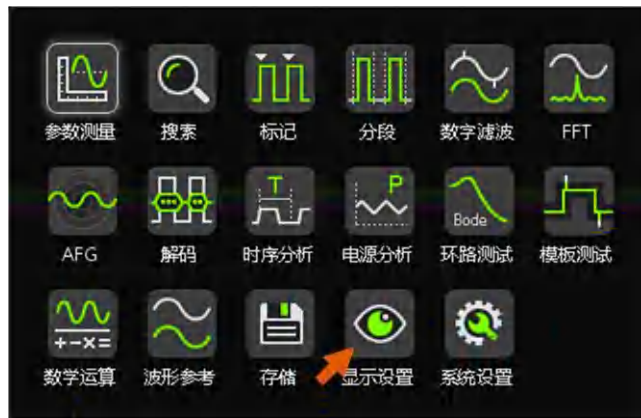 参数测量 搜素 标记 分段 数字滤波 FFT
T P Bode
AFG 解码 时序分析 电源分析 环路测试 模板测试
+-×=
数学运算 波形参考 存储 显示设置 系统设置